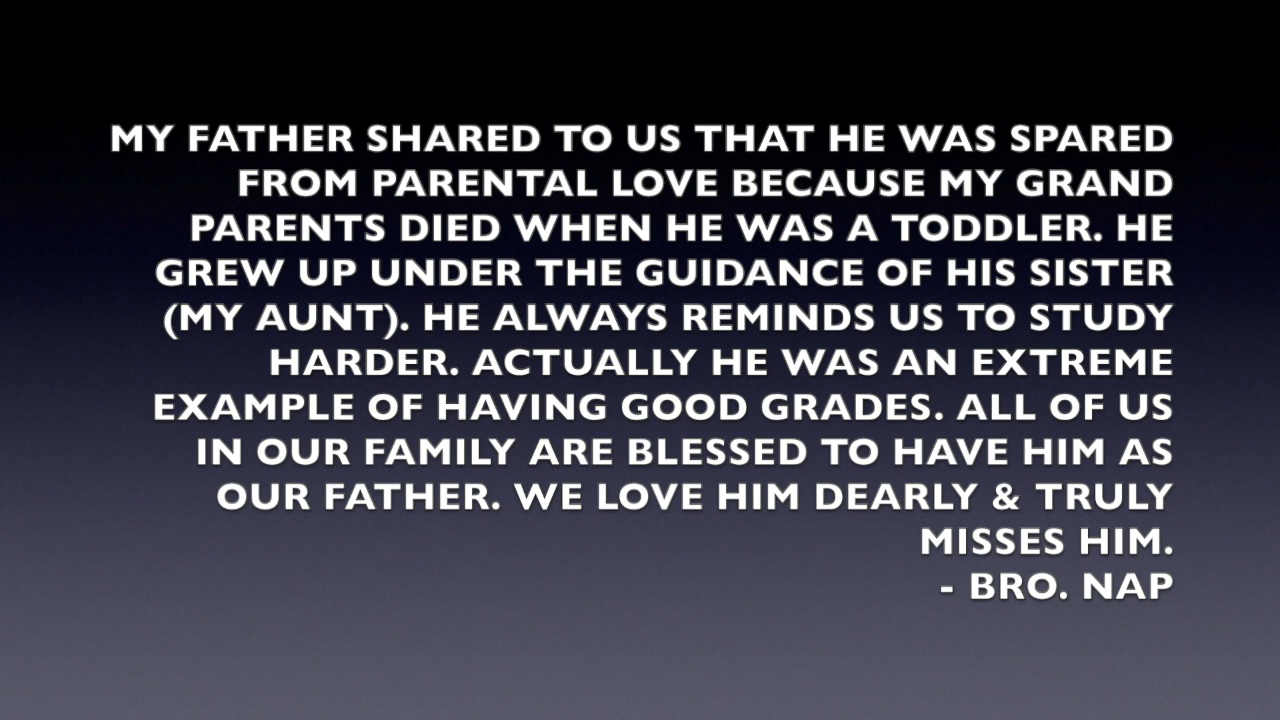 MY FATHER SHARED TO US THAT HE WAS SPARED
FROM PARENTAL LOVE BECAUSE MY GRAND
PARENTS DIED WHEN HE WAS A TODDLER. HE
GREW UP UNDER THE GUIDANCE OF HIS SISTER
(MY AUNT). HE ALWAYS REMINDS US TO STUDY
HARDER. ACTUALLY HE WAS AN EXTREME
EXAMPLE OF HAVING GOOD GRADES. ALL OF US
IN OUR FAMILY ARE BLESSED TO HAVE HIM AS
OUR FATHER. WE LOVE HIM DEARLY & TRULY
MISSES HIM.
- BRO. NAP